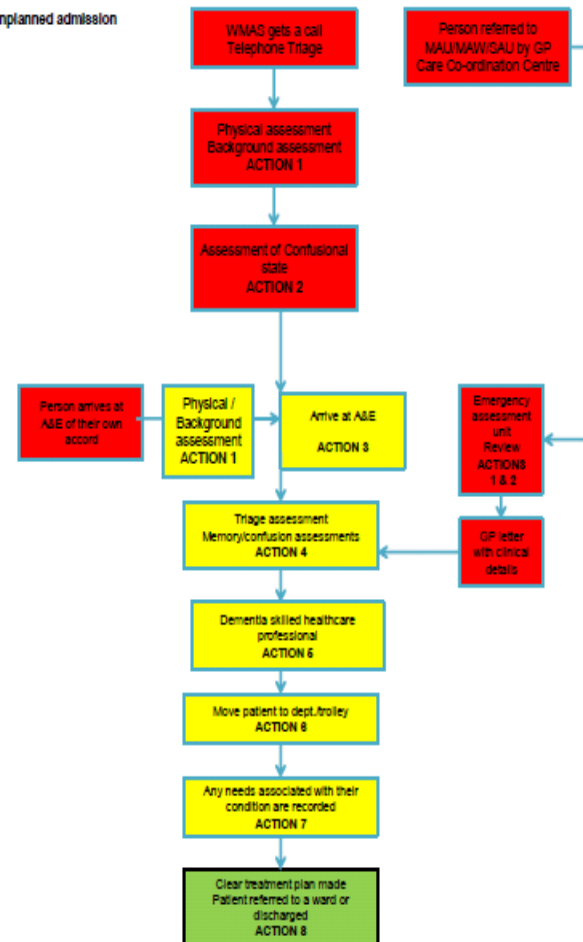 nplanned admission
WMAS gets a call
Telephone Triage
Person referred to
MAU/MAW/SAU by GP
Care Co-ordination Centre
Physical assessment
Background assessment
ACTION 1
Assessment of Confusional
state
ACTION 2
Person arrives at
A&E of their own
accord
Physical /
Background
assessment
ACTION 1
Arrive at A&E
ACTION 3
Emergency
assessment
unit
Review
ACTIONS
1 & 2
Triage assessment
Memory/confusion assessments
ACTION 4
GP letter
with clinical
details
Dementia skilled healthcare
professional
ACTION 5
Move patient to dept./trolley
ACTION 6
Any needs associated with their
condition are recorded
ACTION 7
Clear treatment plan made
Patient referred to a ward or
discharged
ACTION 8